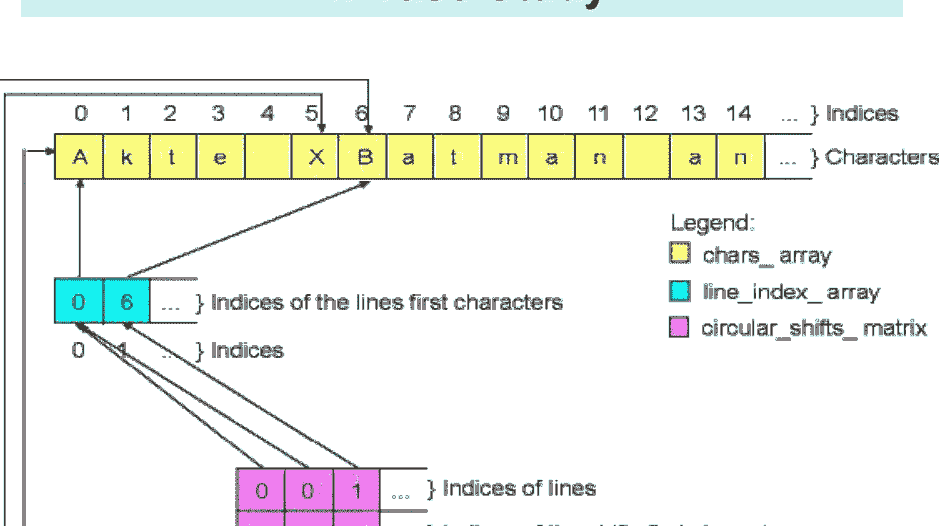 0 1 2 3 4 5 6 7 8 9 10 11 12 13 14 ... } Indices
A k t e X B a t m a n a n ... } Characters
Legend:
chars_ array
line_index_ array
circular_shifts_ matrix
0 6 ... } Indices of the lines first characters
0 1 ... } Indices
0 0 1 ... } Indices of lines